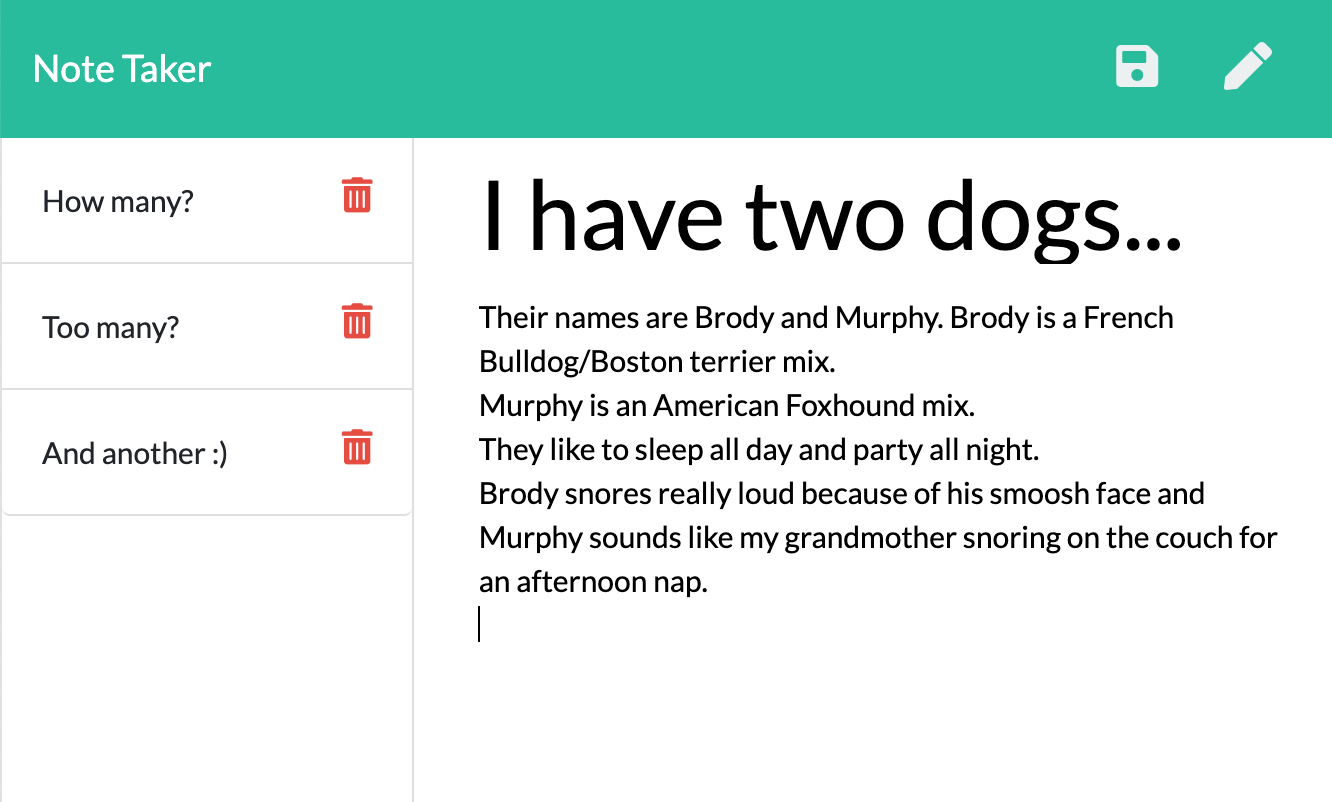 Note Taker
How many?
Too many?
And another :)
I have two dogs...
Their names are Brody and Murphy. Brody is a French
Bulldog/Boston terrier mix.
Murphy is an American Foxhound mix.
They like to sleep all day and party all night.
Brody snores really loud because of his smoosh face and
Murphy sounds like my grandmother snoring on the couch for
an afternoon nap.